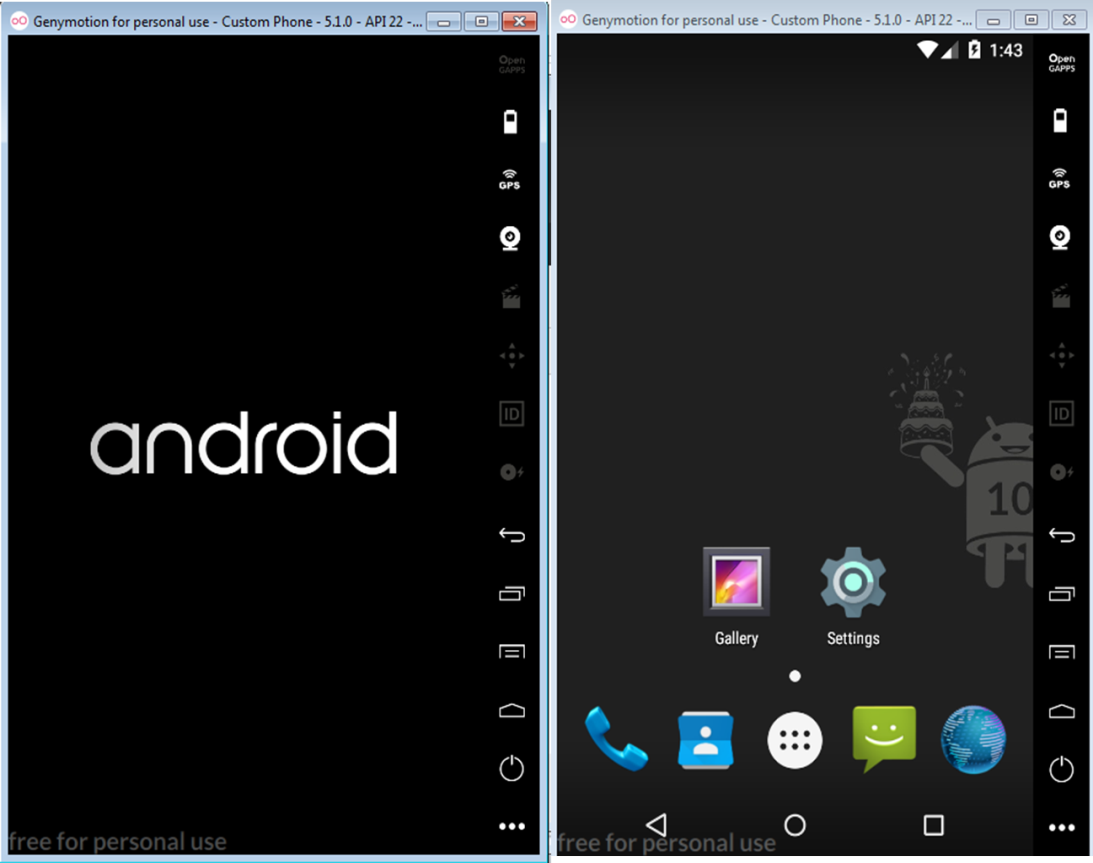 Genymotion for personal use - Custom Phone - 5.1.0 - API 22 -...
Open
GAPPS
GPS
android
ID
free for personal use
Genymotion for personal use - Custom Phone - 5.1.0 - API 22 -...
1:43
Open
GAPPS
GPS
ID
10
Gallery
Settings
free for personal use